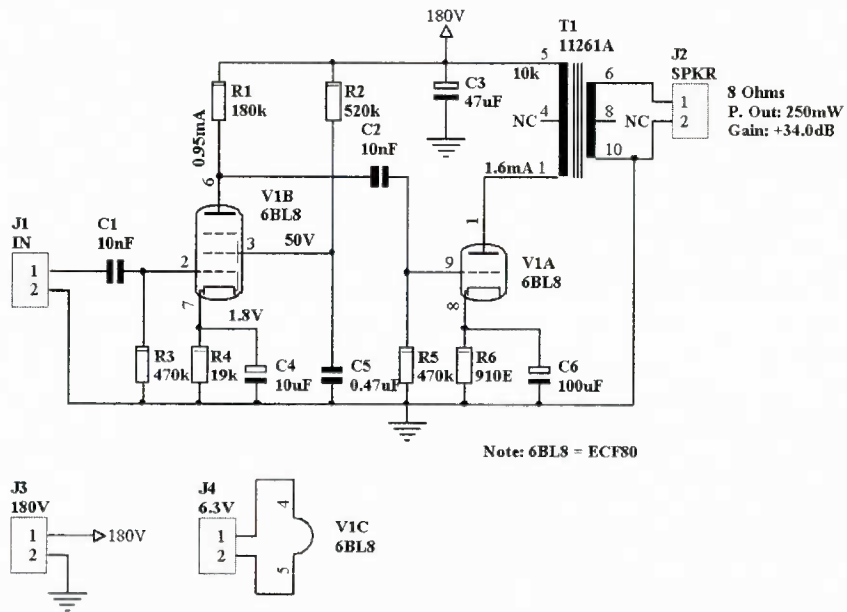 180V
T1
11261A
J2
SPKR
5
10k
6
R1
180k
R2
520k
C3
47uF
NC
4
8
NC
1
2
8 Ohms
P. Out: 250mW
Gain: +34.0dB
0.95mA
C2
10nF
1.6mA
1
10
6
V1B
6BL8
1
J1
IN
C1
10nF
50V
3
V1A
6BL8
1
2
2
9
7
1.8V
8
R3
470k
R4
19k
C4
10uF
C5
0.47uF
R5
470k
R6
910E
C6
100uF
Note: 6BL8 = ECF80
J3
180V
1
2
180V
J4
6.3V
1
2
4
5
V1C
6BL8